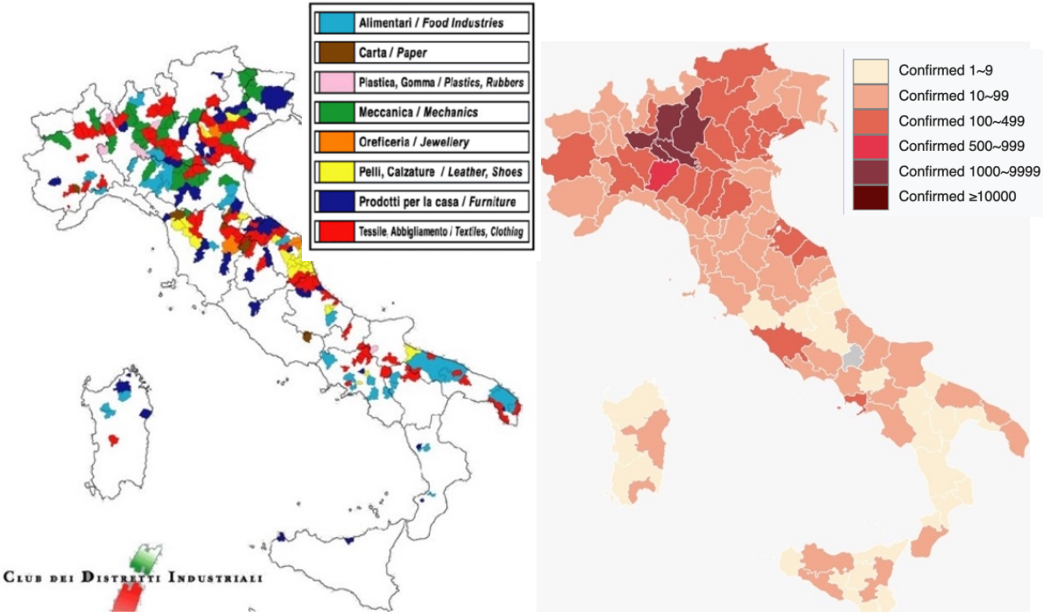 Alimentari / Food Industries
Carta / Paper
Plastica, Gomma / Plastics, Rubbers
Meccanica / Mechanics
Oreficeria / Jewellery
Pelli, Calzature / Leather, Shoes
Prodotti per la casa / Furniture
Tessile, Abbigliamento / Textiles, Clothing
CLUB DEI DISTRETTI INDUSTRIALI
Confirmed 1~9
Confirmed 10~99
Confirmed 100~499
Confirmed 500~999
Confirmed 1000~9999
Confirmed ≥10000